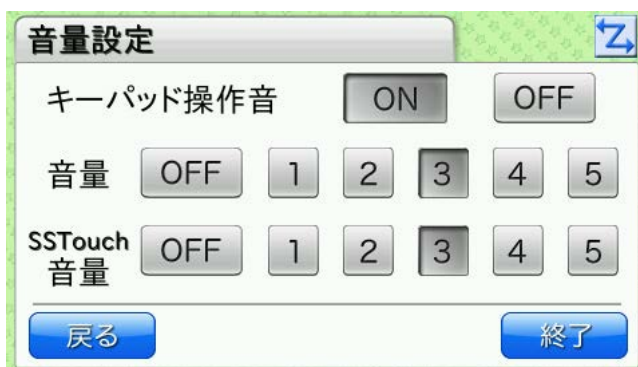 音量設定
キーパッド操作音 ON OFF
音量 OFF 1 2 3 4 5
SSTouch
音量 OFF 1 2 3 4 5
戻る 終了